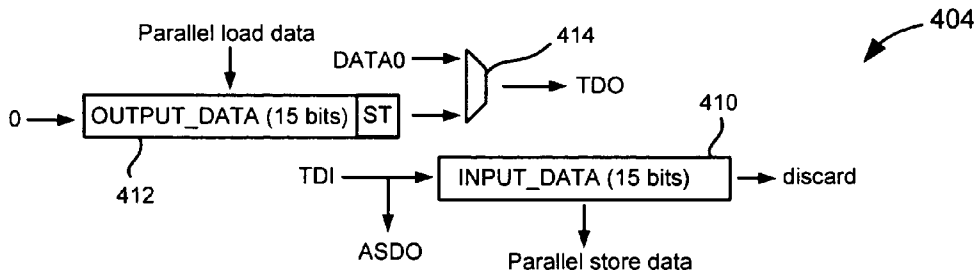 404
Parallel load data
414
DATA0
TDO
0
OUTPUT_DATA (15 bits) ST
412
410
TDI
INPUT_DATA (15 bits)
discard
ASDO
Parallel store data